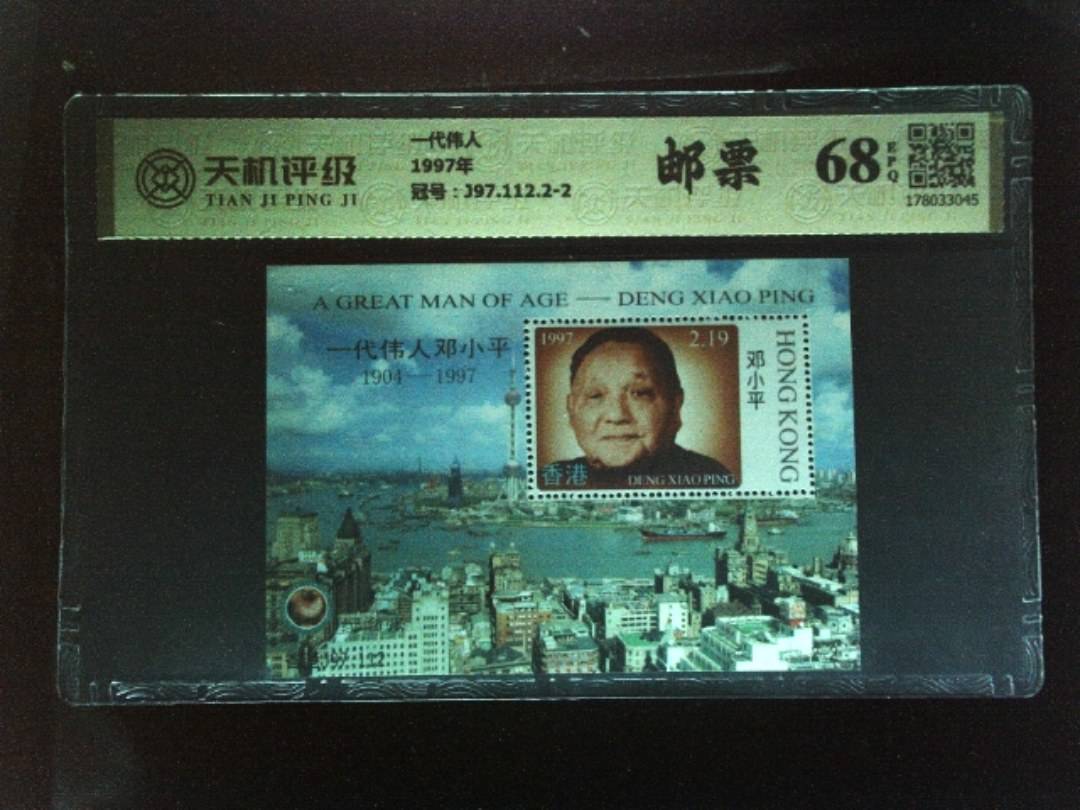 天机评级
TIAN JI PING JI
一代伟人
1997年
冠号：J97.112.2-2
邮票
68
EPQ
178033045
A GREAT MAN OF AGE — DENG XIAO PING
一代伟人邓小平
1904—1997
1997
2.19
邓小平
HONG KONG
香港
DENG XIAO PING